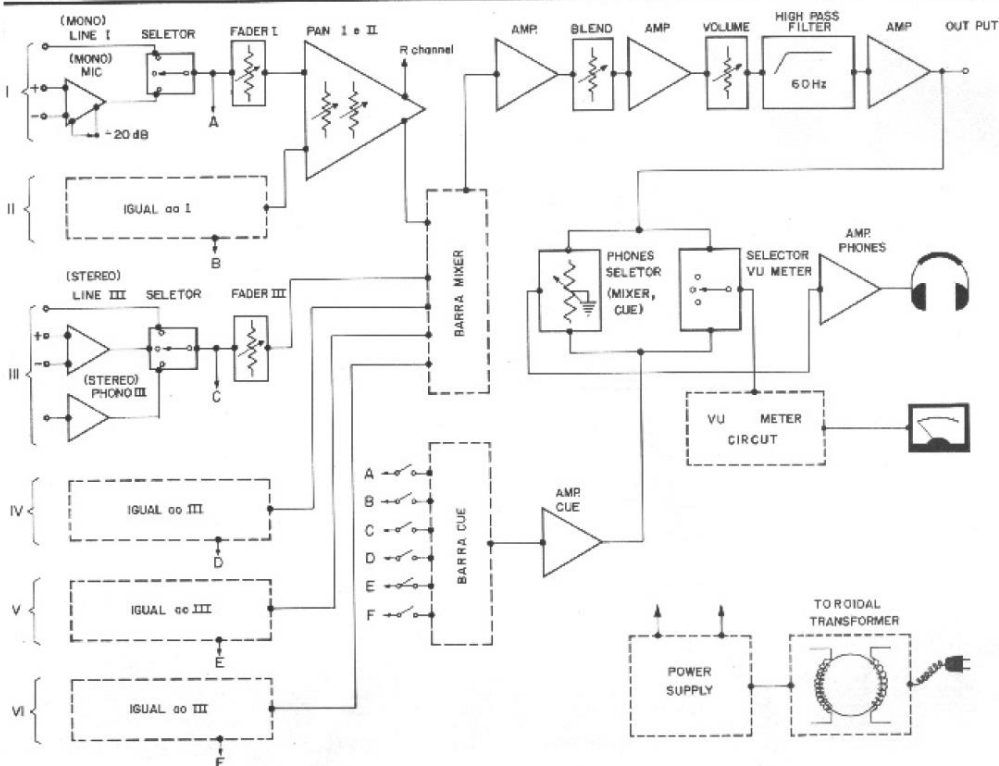 (MONO)
LINE I
SELETOR
FADER I
PAN I e II
R channel
(MONO)
MIC
I
+
-
-20 dB
A
AMP.
BLEND
AMP
VOLUME
HIGH PASS
FILTER
60 Hz
AMP
OUT PUT
II
IGUAL ao I
B
(STEREO)
LINE III
SELETOR
FADER III
III
+
-
(STEREO)
PHONO III
C
BARRA MIXER
PHONES
SELETOR
(MIXER,
CUE)
SELECTOR
VU METER
AMP.
PHONES
VU METER
CIRCUT
IV
IGUAL ao III
D
V
IGUAL ao III
E
VI
IGUAL ao III
F
A
B
C
D
E
F
BARRA CUE
AMP.
CUE
POWER
SUPPLY
TOROIDAL
TRANSFORMER